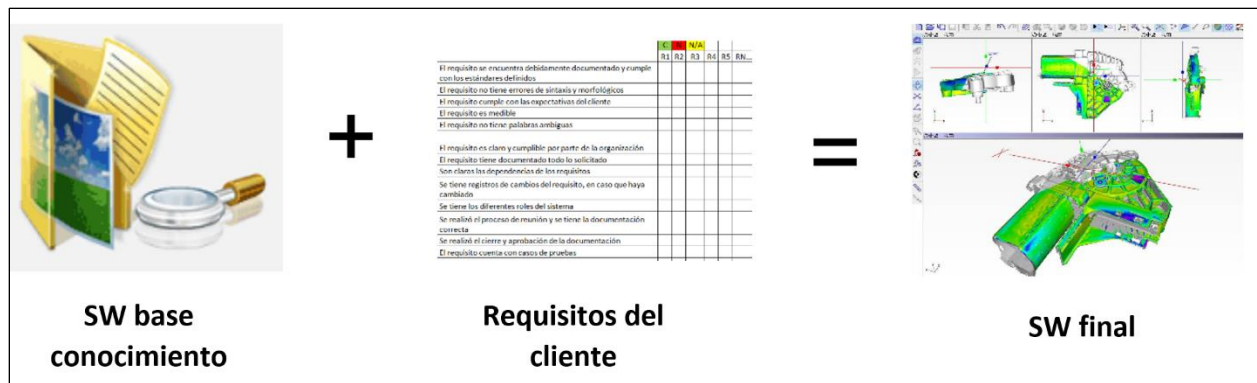 C N N/A
R1 R2 R3 R4 R5 RN...
El requisito se encuentra debidamente documentado y cumple
con los estándares definidos
El requisito no tiene errores de sintaxis y morfológicos
El requisito cumple con las expectativas del cliente
El requisito es medible
El requisito no tiene palabras ambiguas
El requisito es claro y cumplible por parte de la organización
El requisito tiene documentado todo lo solicitado
Son claras las dependencias de los requisitos
Se tiene registros de cambios del requisito, en caso que haya
cambiado
Se tiene los diferentes roles del sistema
Se realizó el proceso de reunión y se tiene la documentación
correcta
Se realizó el cierre y aprobación de la documentación
El requisito cuenta con casos de pruebas
+
=
SW base
conocimiento
Requisitos del
cliente
SW final